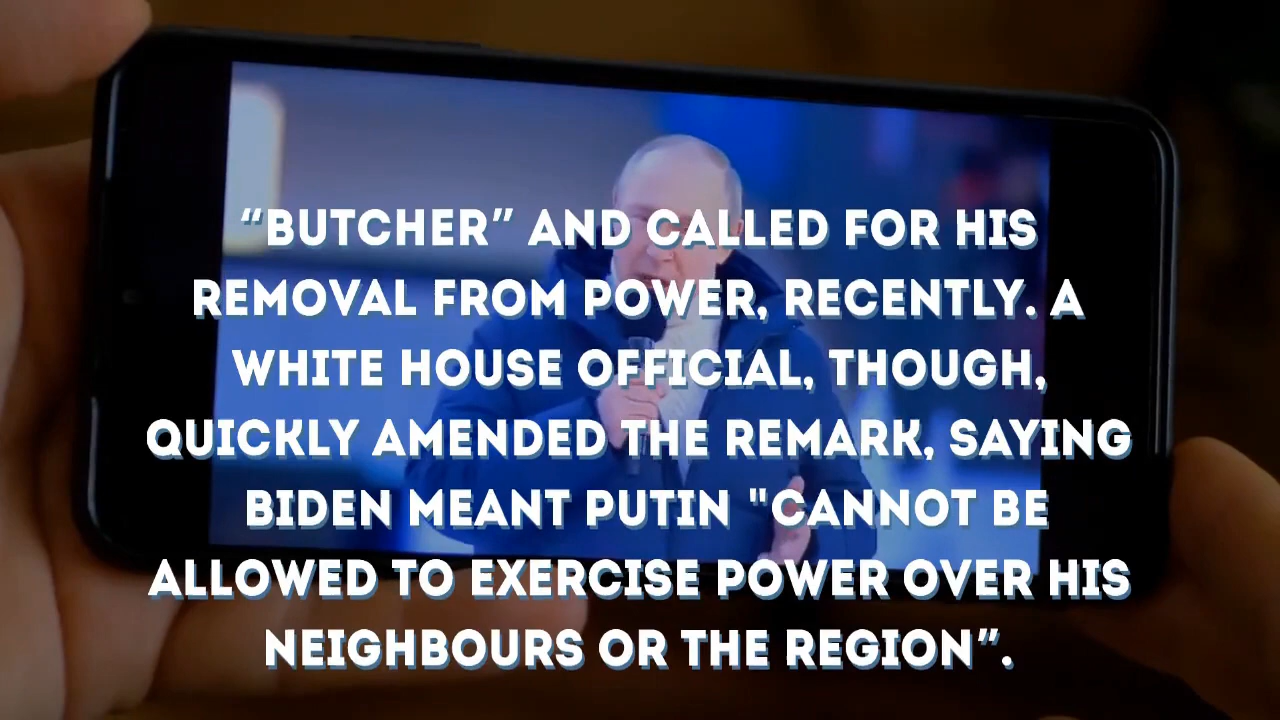 “BUTCHER” AND CALLED FOR HIS
REMOVAL FROM POWER, RECENTLY. A
WHITE HOUSE OFFICIAL, THOUGH,
QUICKLY AMENDED THE REMARK, SAYING
BIDEN MEANT PUTIN "CANNOT BE
ALLOWED TO EXERCISE POWER OVER HIS
NEIGHBOURS OR THE REGION”.